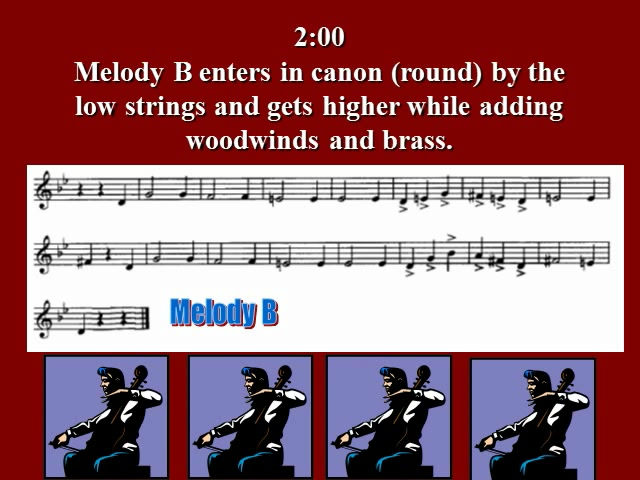 2:00
Melody B enters in canon (round) by the
low strings and gets higher while adding
woodwinds and brass.
Melody B